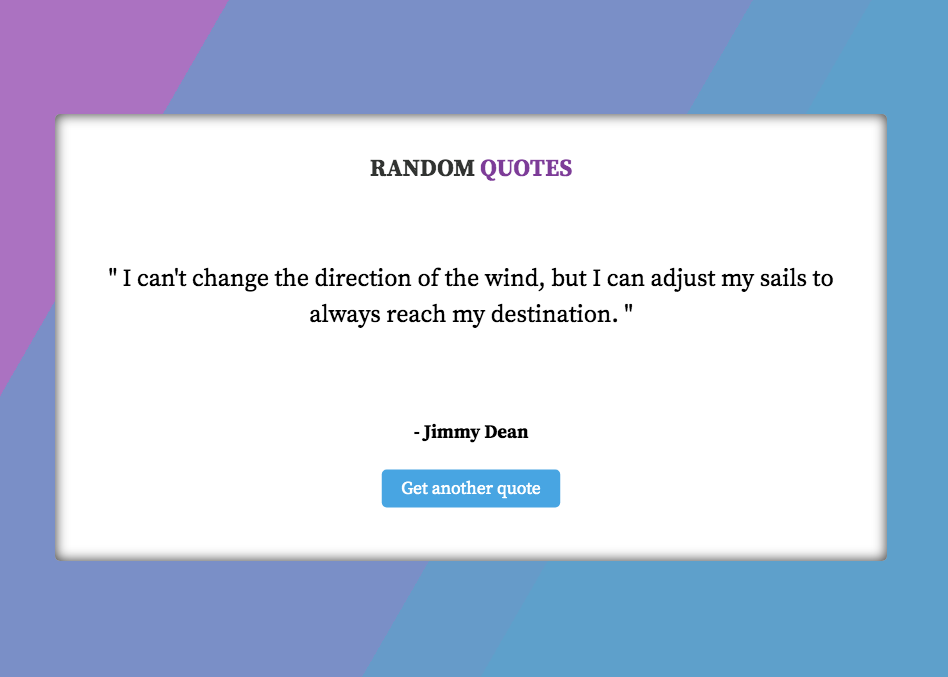 RANDOM QUOTES
" I can't change the direction of the wind, but I can adjust my sails to
always reach my destination. "
- Jimmy Dean
Get another quote